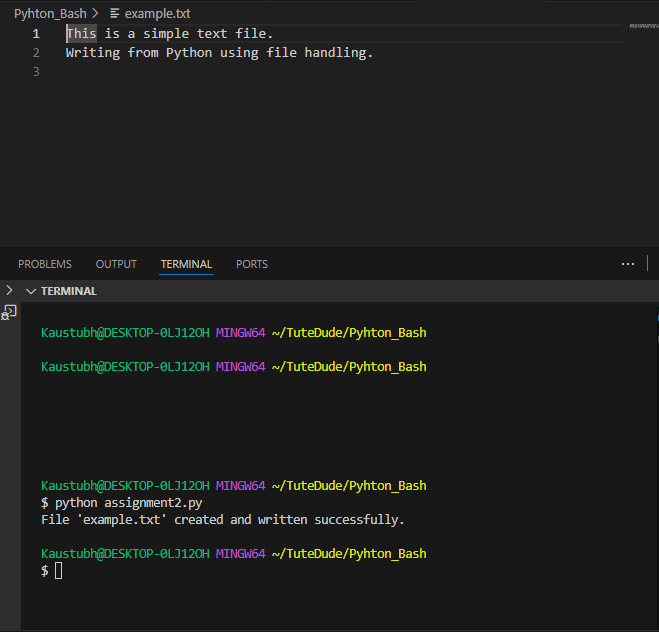 Pyhton_Bash > example.txt
1 This is a simple text file.
2 Writing from Python using file handling.
3
PROBLEMS OUTPUT TERMINAL PORTS ...
TERMINAL
Kaustubh@DESKTOP-0LJ12OH MINGW64 ~/TuteDude/Pyhton_Bash
Kaustubh@DESKTOP-0LJ12OH MINGW64 ~/TuteDude/Pyhton_Bash
Kaustubh@DESKTOP-0LJ12OH MINGW64 ~/TuteDude/Pyhton_Bash
$ python assignment2.py
File 'example.txt' created and written successfully.
Kaustubh@DESKTOP-0LJ12OH MINGW64 ~/TuteDude/Pyhton_Bash
$